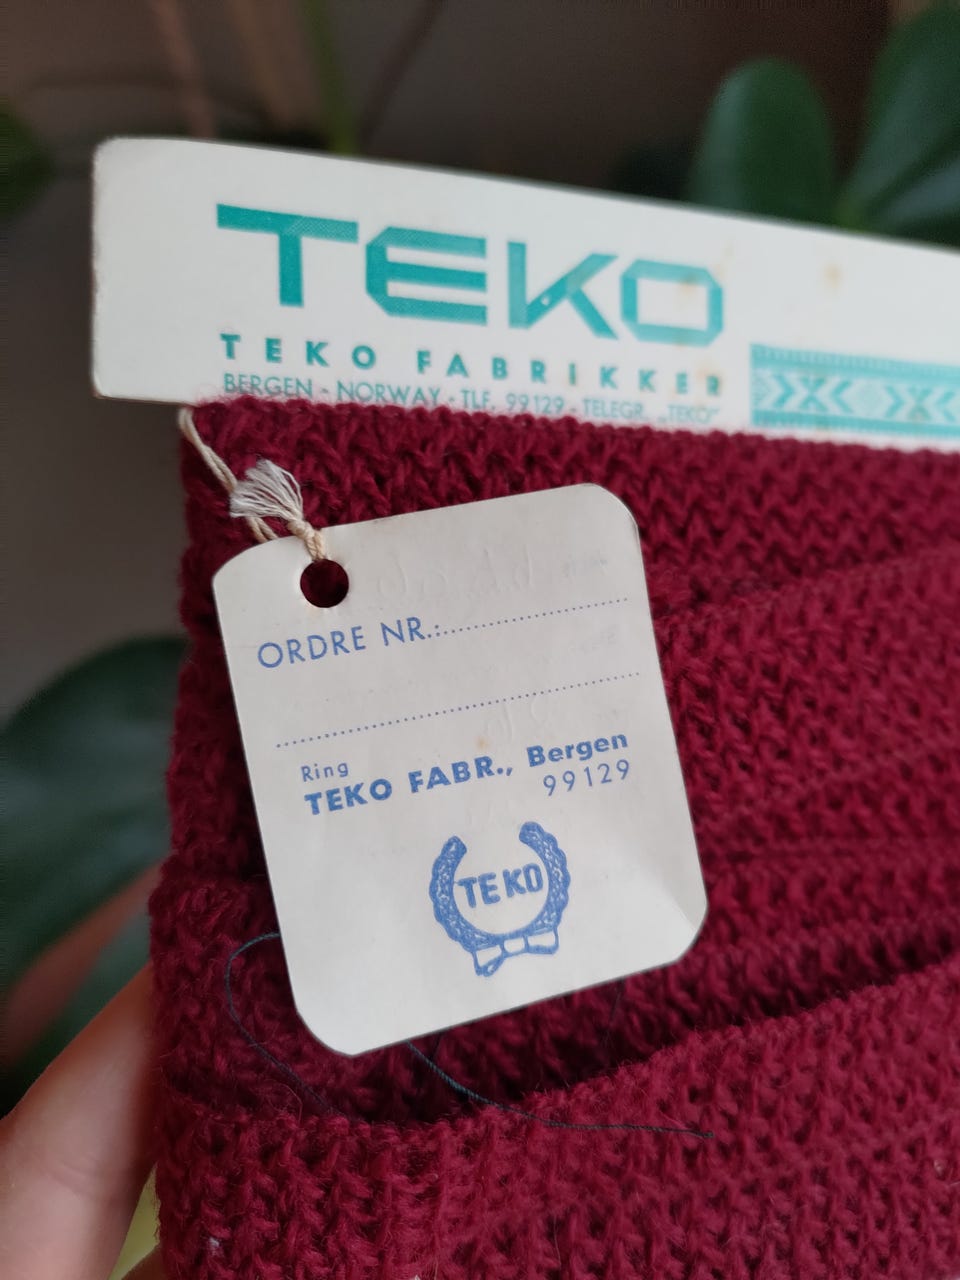 TEKO
TEKO FABRIKKER
BERGEN - NORWAY - TLF. 99129 - TELEGR. „TEKO"
ORDRE NR.:
Ring
TEKO FABR., Bergen
99129
TEKO